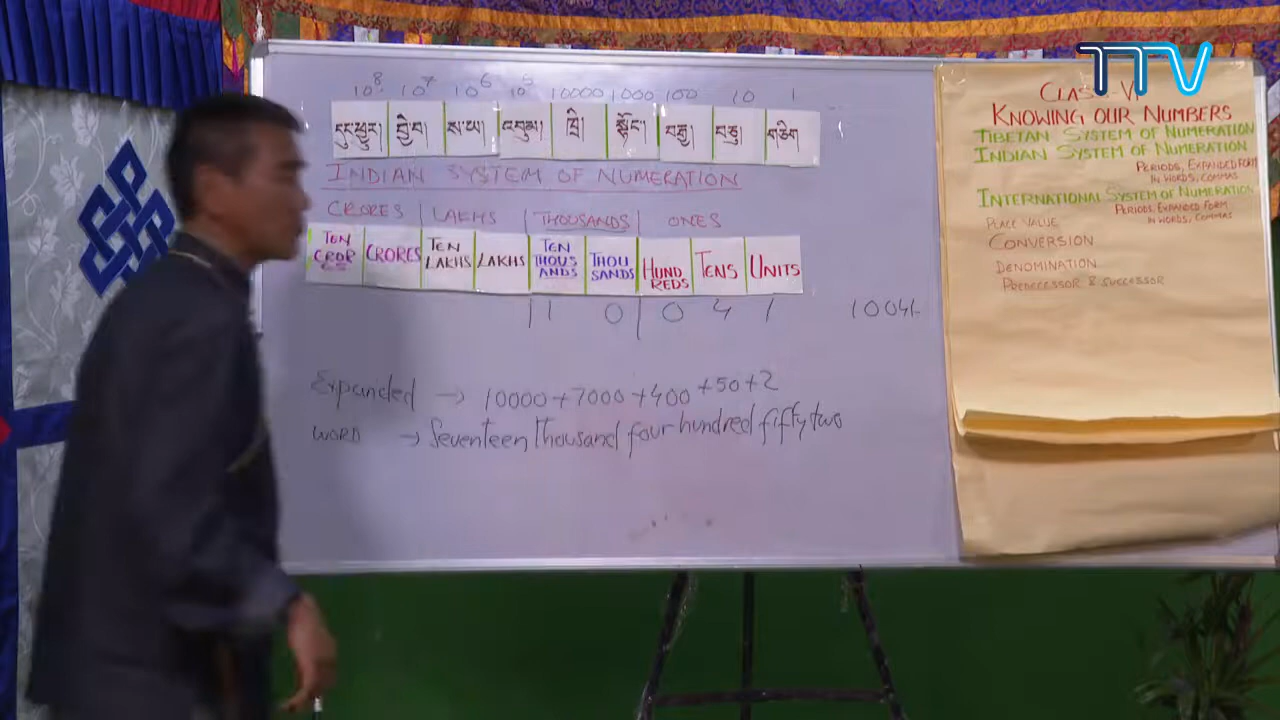 TTV
10⁸ 10⁷ 10⁶ 10⁵ 10000 1000 100 10 1
དུང་ཕྱུར། བྱེ་བ། ས་ཡ། འབུམ། ཁྲི། སྟོང་། བརྒྱ། བཅུ། གཅིག
INDIAN SYSTEM OF NUMERATION
CRORES LAKHS THOUSANDS ONES
TEN CRORES CRORES TEN LAKHS LAKHS TEN THOUSANDS THOUSANDS HUNDREDS TENS UNITS
1 0 0 4 1 10041
Expanded → 10000+7000+400+50+2
WORD → Seventeen thousand four hundred fifty two
CLASS VI
KNOWING OUR NUMBERS
TIBETAN SYSTEM OF NUMERATION
INDIAN SYSTEM OF NUMERATION
PERIODS, EXPANDED FORM
IN WORDS, COMMAS
INTERNATIONAL SYSTEM OF NUMERATION
PERIODS, EXPANDED FORM
IN WORDS, COMMAS
PLACE VALUE
CONVERSION
DENOMINATION
PREDECESSOR & SUCCESSOR